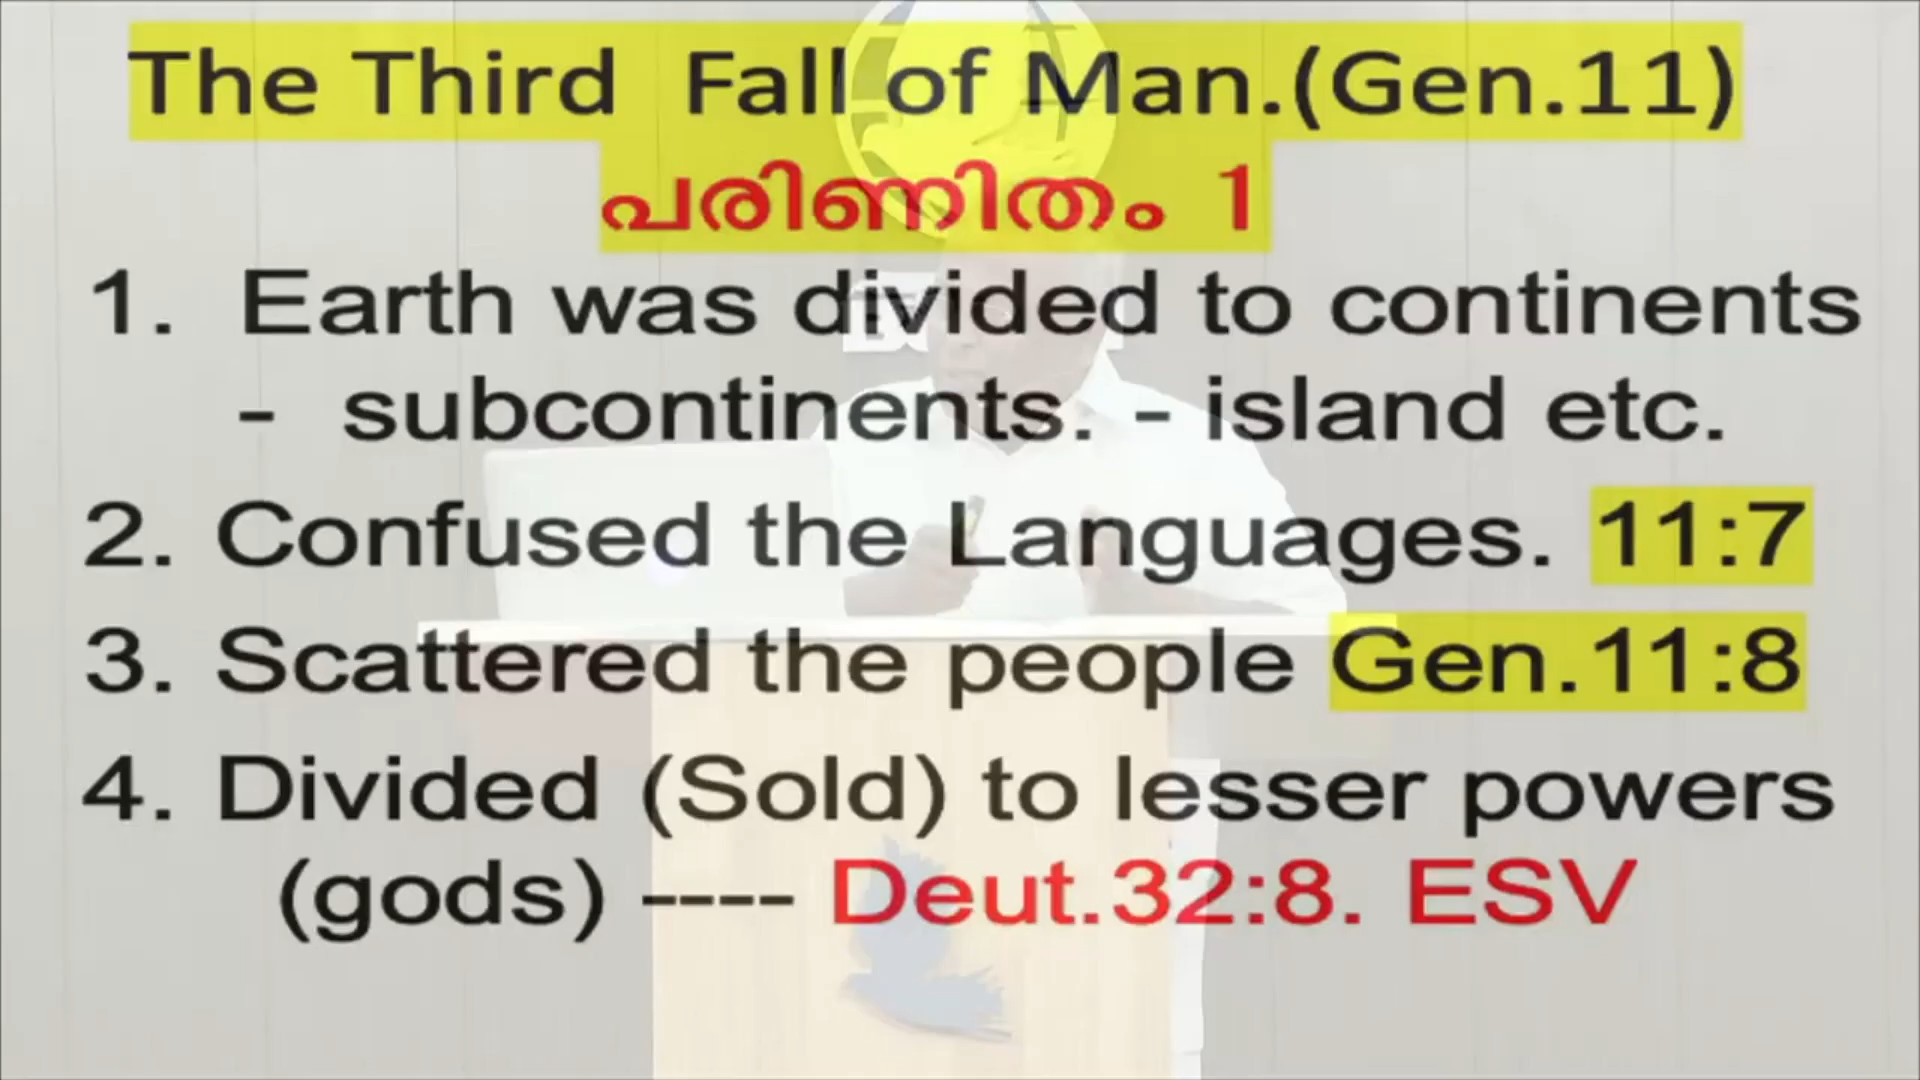 The Third Fall of Man.(Gen.11)
പരിണിതം 1
1. Earth was divided to continents
- subcontinents. - island etc.
2. Confused the Languages. 11:7
3. Scattered the people Gen.11:8
4. Divided (Sold) to lesser powers
(gods) ---- Deut.32:8. ESV